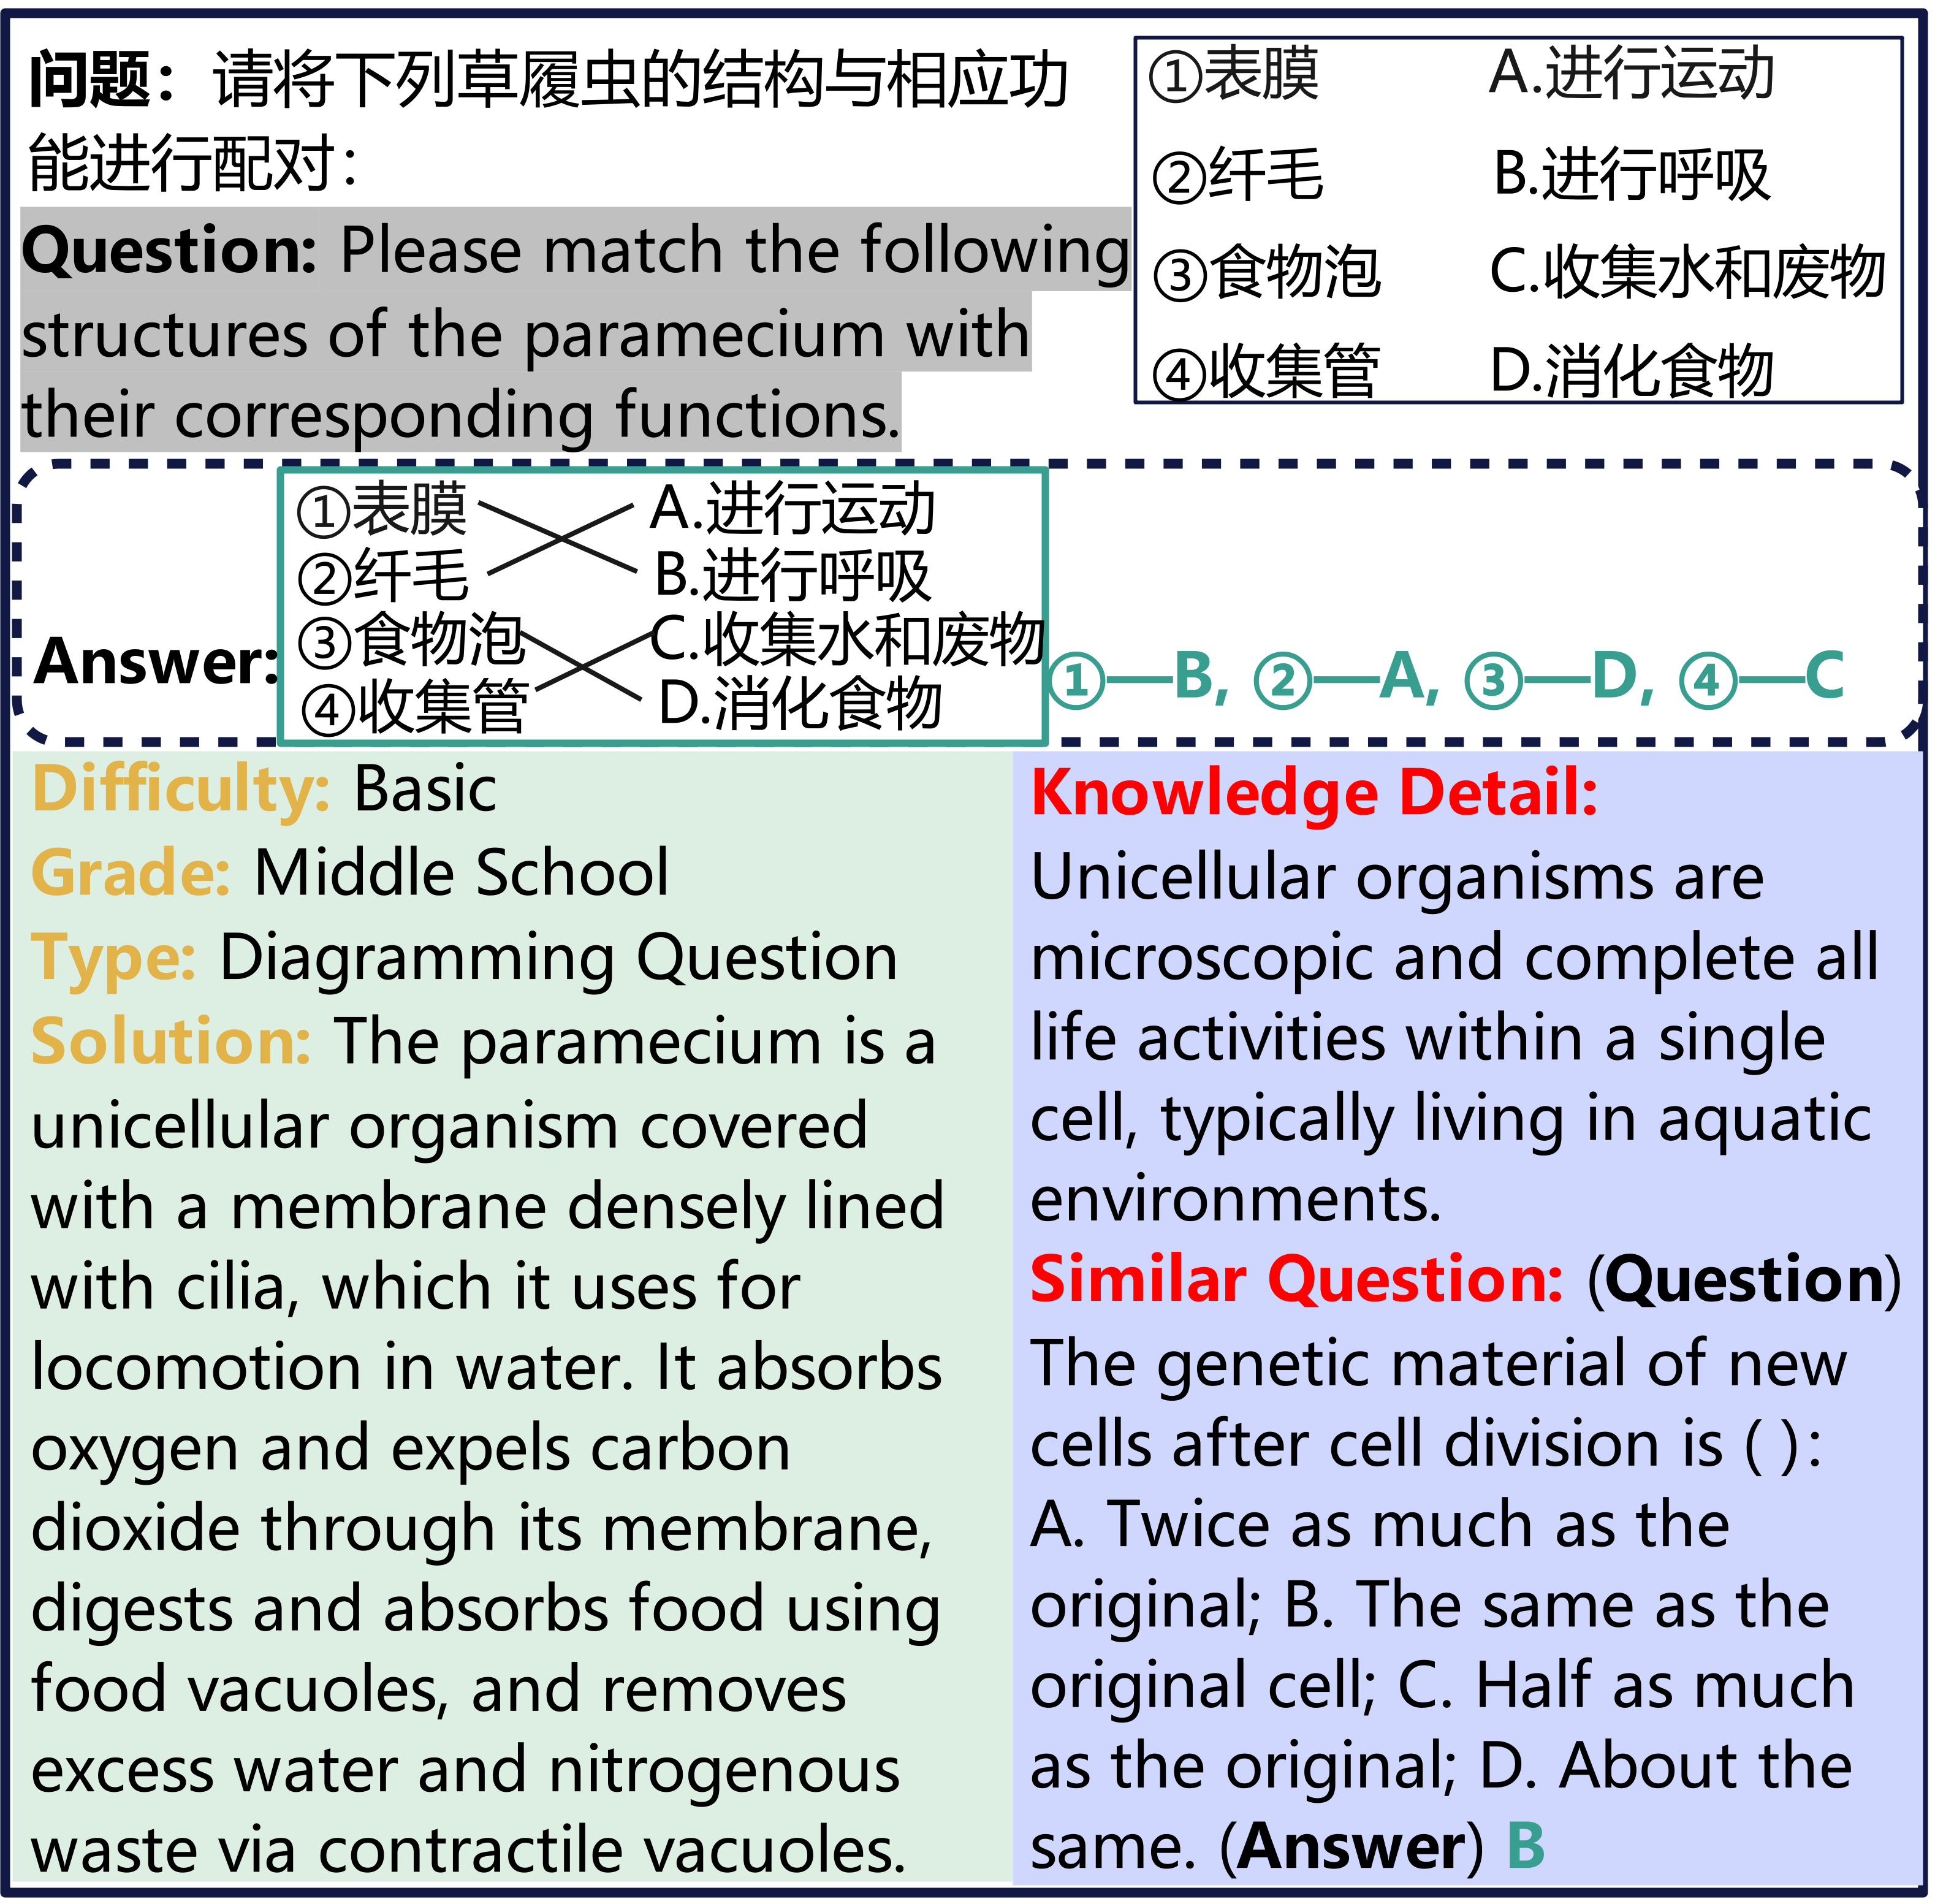 问题：请将下列草履虫的结构与相应功
能进行配对：
Question: Please match the following
structures of the paramecium with
their corresponding functions.
①表膜 A.进行运动
②纤毛 B.进行呼吸
③食物泡 C.收集水和废物
④收集管 D.消化食物
Answer:
①表膜 A.进行运动
②纤毛 B.进行呼吸
③食物泡 C.收集水和废物
④收集管 D.消化食物
①—B, ②—A, ③—D, ④—C
Difficulty: Basic
Grade: Middle School
Type: Diagramming Question
Solution: The paramecium is a
unicellular organism covered
with a membrane densely lined
with cilia, which it uses for
locomotion in water. It absorbs
oxygen and expels carbon
dioxide through its membrane,
digests and absorbs food using
food vacuoles, and removes
excess water and nitrogenous
waste via contractile vacuoles.
Knowledge Detail:
Unicellular organisms are
microscopic and complete all
life activities within a single
cell, typically living in aquatic
environments.
Similar Question: (Question)
The genetic material of new
cells after cell division is ( ):
A. Twice as much as the
original; B. The same as the
original cell; C. Half as much
as the original; D. About the
same. (Answer) B